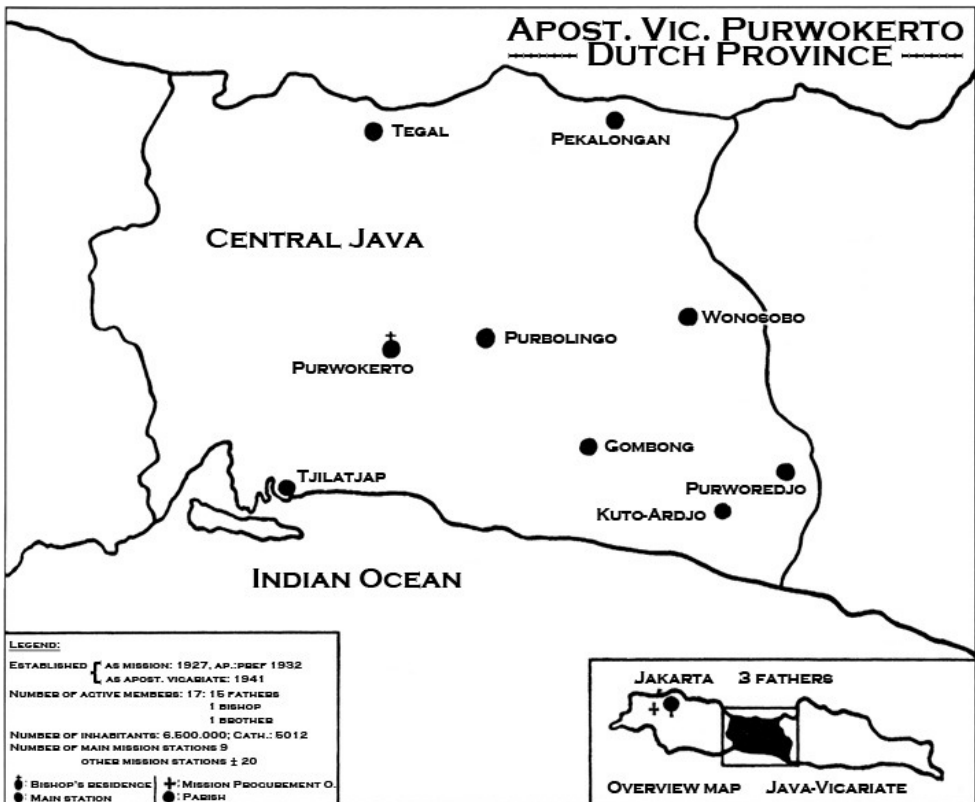 APOST. VIC. PURWOKERTO
DUTCH PROVINCE
TEGAL
PEKALONGAN
CENTRAL JAVA
WONOSOBO
PURBOLINGO
PURWOKERTO
GOMBONG
TJILATJAP
PURWOREDJO
KUTO-ARDJO
INDIAN OCEAN
LEGEND:
ESTABLISHED { AS MISSION: 1927, AP.:PREF 1932
AS APOST. VICARIATE: 1941
NUMBER OF ACTIVE MEMBERS: 17: 15 FATHERS
1 BISHOP
1 BROTHER
NUMBER OF INHABITANTS: 6.500.000; CATH.: 5012
NUMBER OF MAIN MISSION STATIONS 9
OTHER MISSION STATIONS ± 20
: BISHOP'S RESIDENCE
: MISSION PROCUREMENT O.
: MAIN STATION
: PARISH
JAKARTA 3 FATHERS
OVERVIEW MAP JAVA-VICARIATE